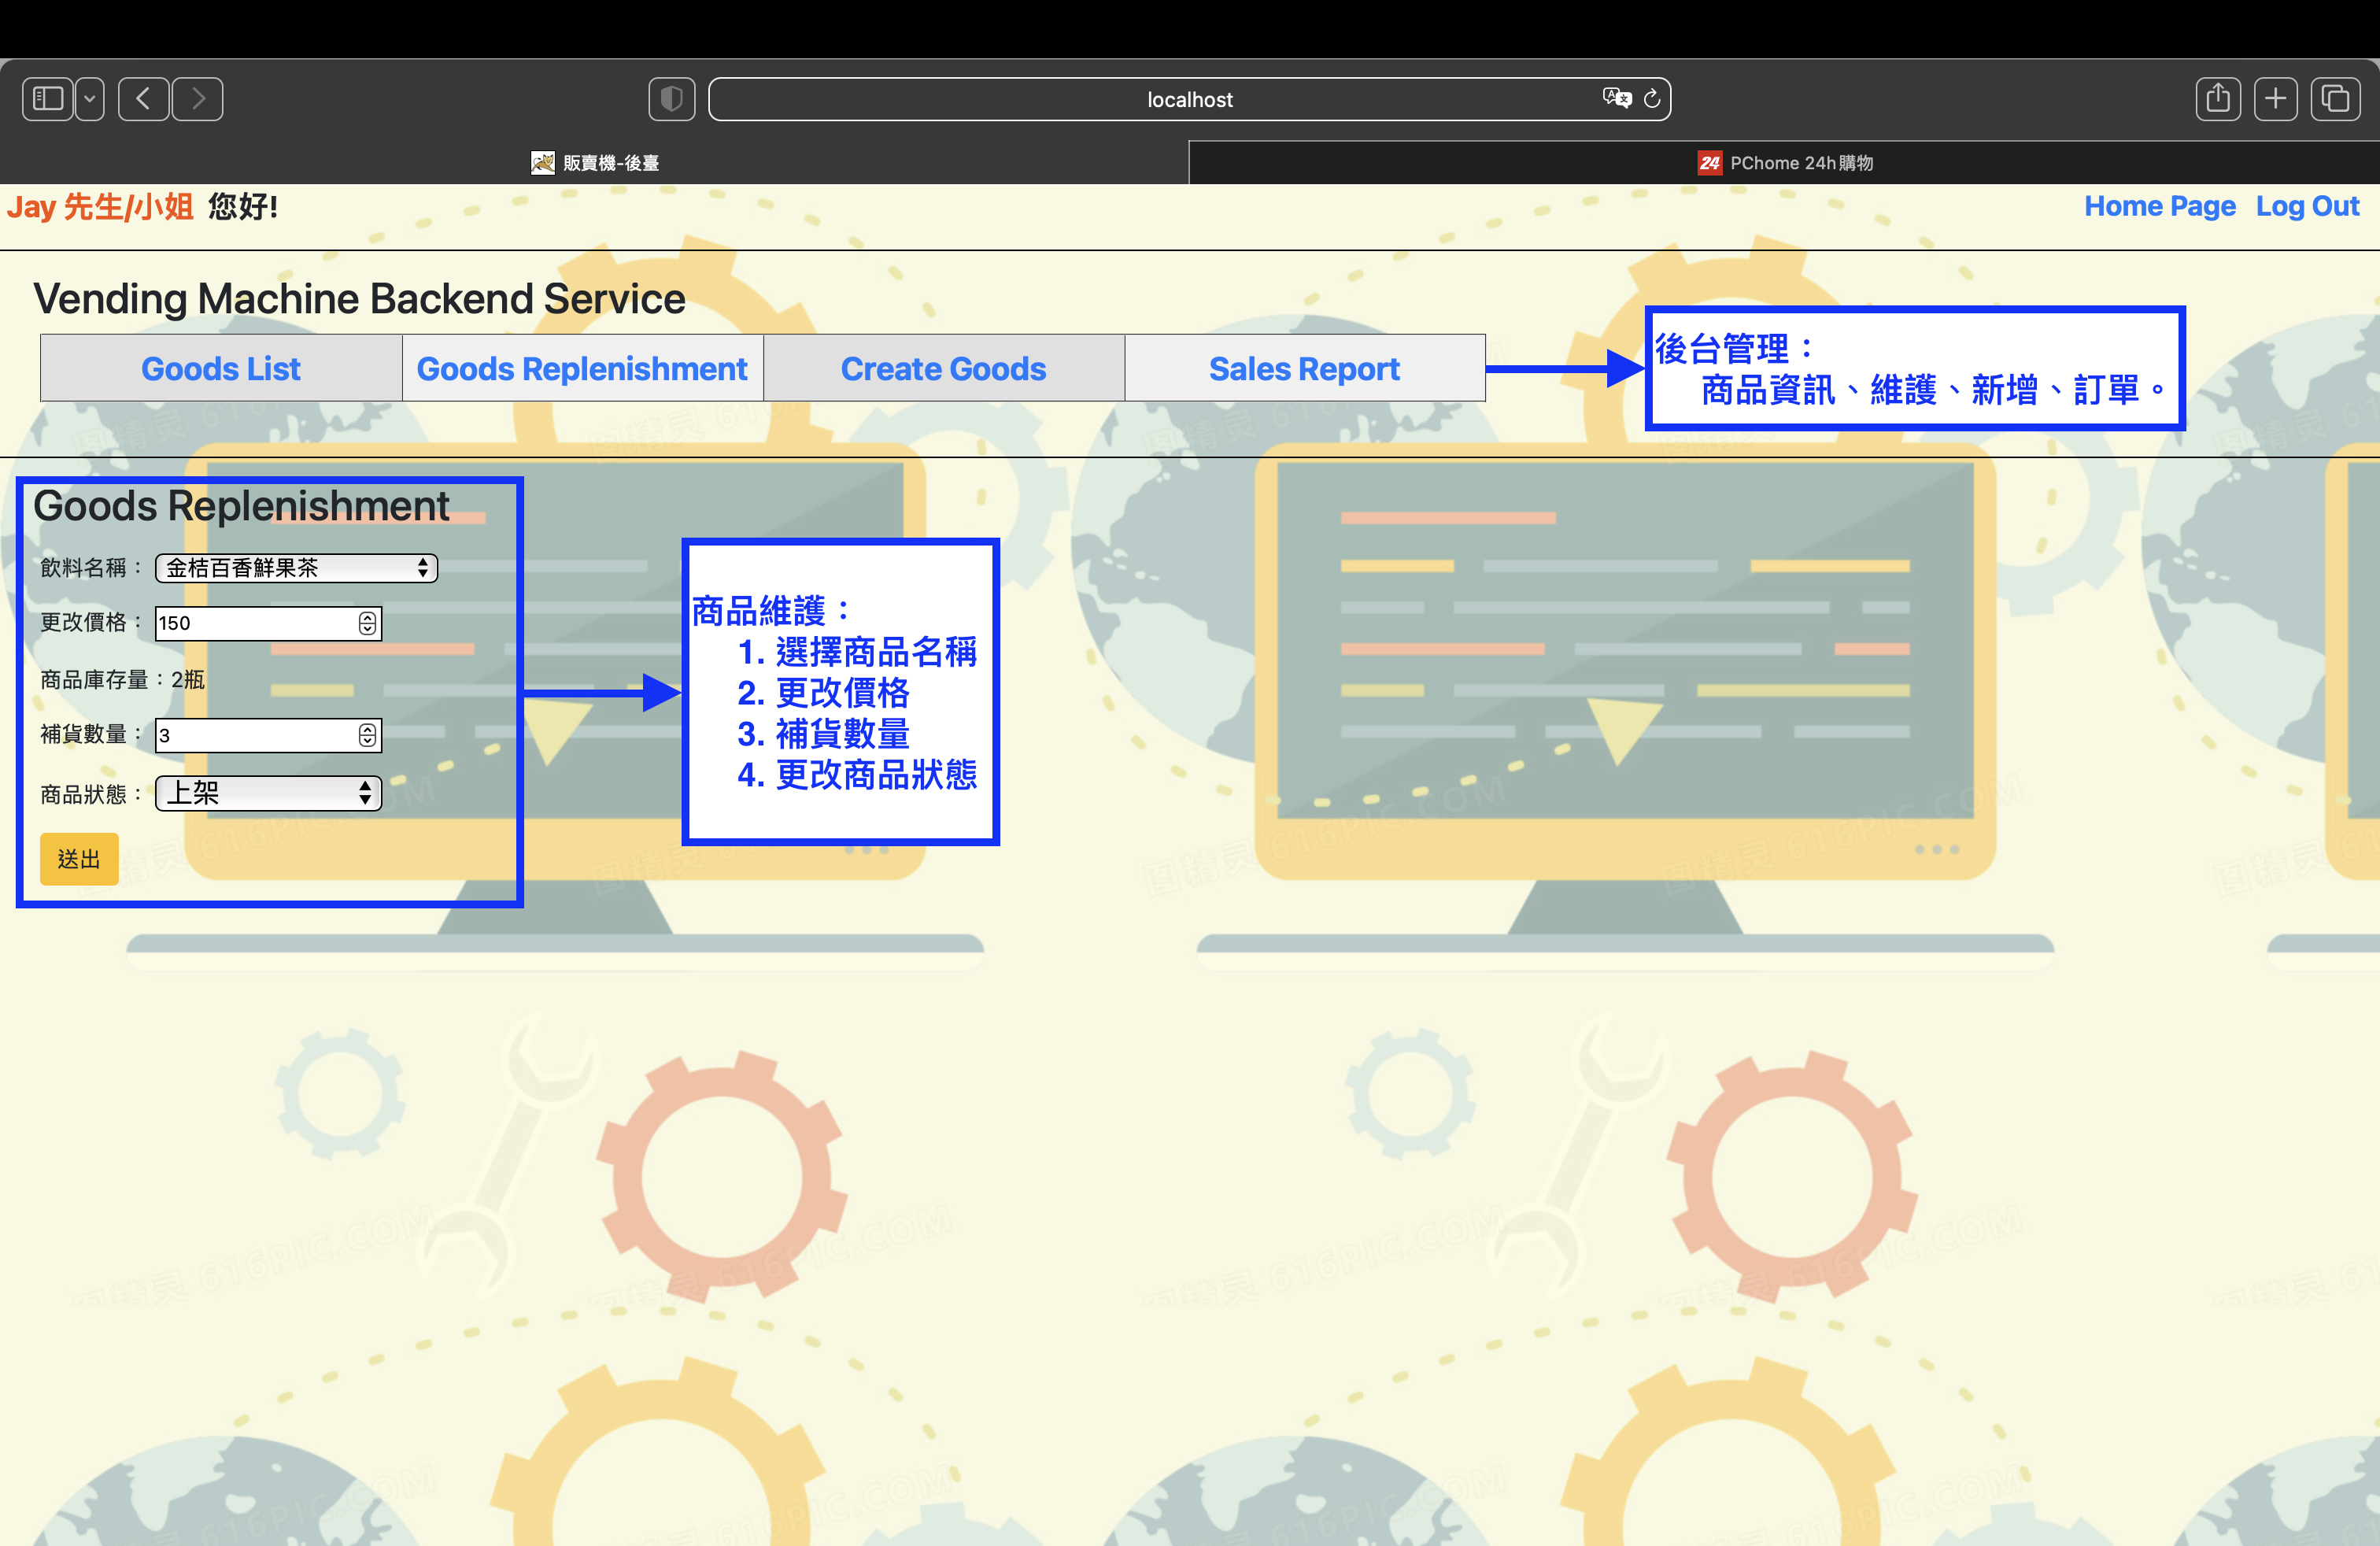 localhost
販賣機-後臺
24 PChome 24h購物
Jay 先生/小姐 您好!
Home Page Log Out
Vending Machine Backend Service
Goods List Goods Replenishment Create Goods Sales Report
後台管理：
商品資訊、維護、新增、訂單。
Goods Replenishment
飲料名稱： 金桔百香鮮果茶
更改價格： 150
商品庫存量：2瓶
補貨數量： 3
商品狀態： 上架
送出
商品維護：
1. 選擇商品名稱
2. 更改價格
3. 補貨數量
4. 更改商品狀態
图精灵 616PIC.COM